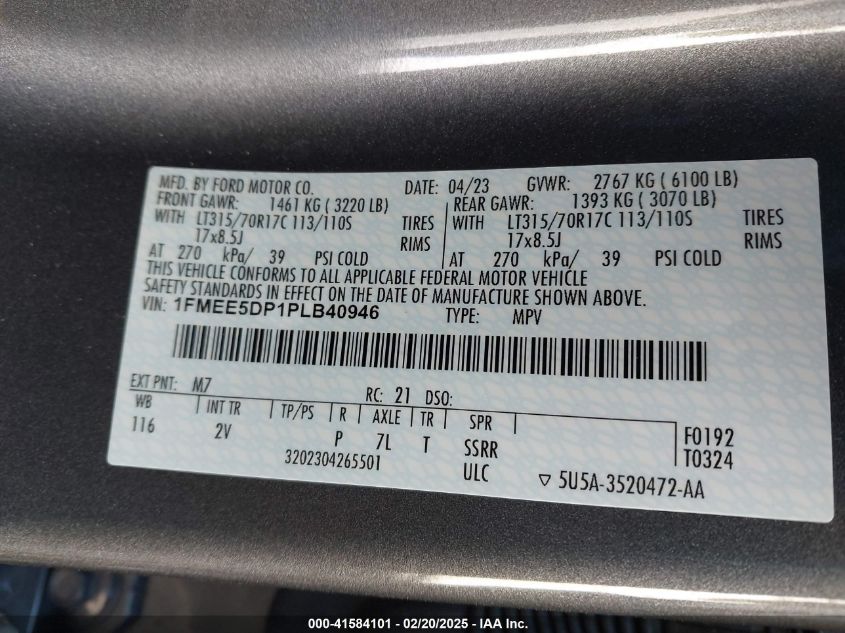 MFD. BY FORD MOTOR CO. DATE: 04/23 GVWR: 2767 KG ( 6100 LB)
FRONT GAWR: 1461 KG ( 3220 LB) REAR GAWR: 1393 KG ( 3070 LB)
WITH LT315/70R17C 113/110S TIRES WITH LT315/70R17C 113/110S TIRES
17x8.5J RIMS 17x8.5J RIMS
AT 270 kPa/ 39 PSI COLD AT 270 kPa/ 39 PSI COLD
THIS VEHICLE CONFORMS TO ALL APPLICABLE FEDERAL MOTOR VEHICLE
SAFETY STANDARDS IN EFFECT ON THE DATE OF MANUFACTURE SHOWN ABOVE.
VIN: 1FMEE5DP1PLB40946 TYPE: MPV
EXT PNT: M7 RC: 21 DSO:
WB INT TR TP/PS R AXLE TR SPR F0192
116 2V P 7L T SSRR T0324
3202304265501 ULC ▽ 5U5A-3520472-AA
000-41584101 - 02/20/2025 - IAA Inc.